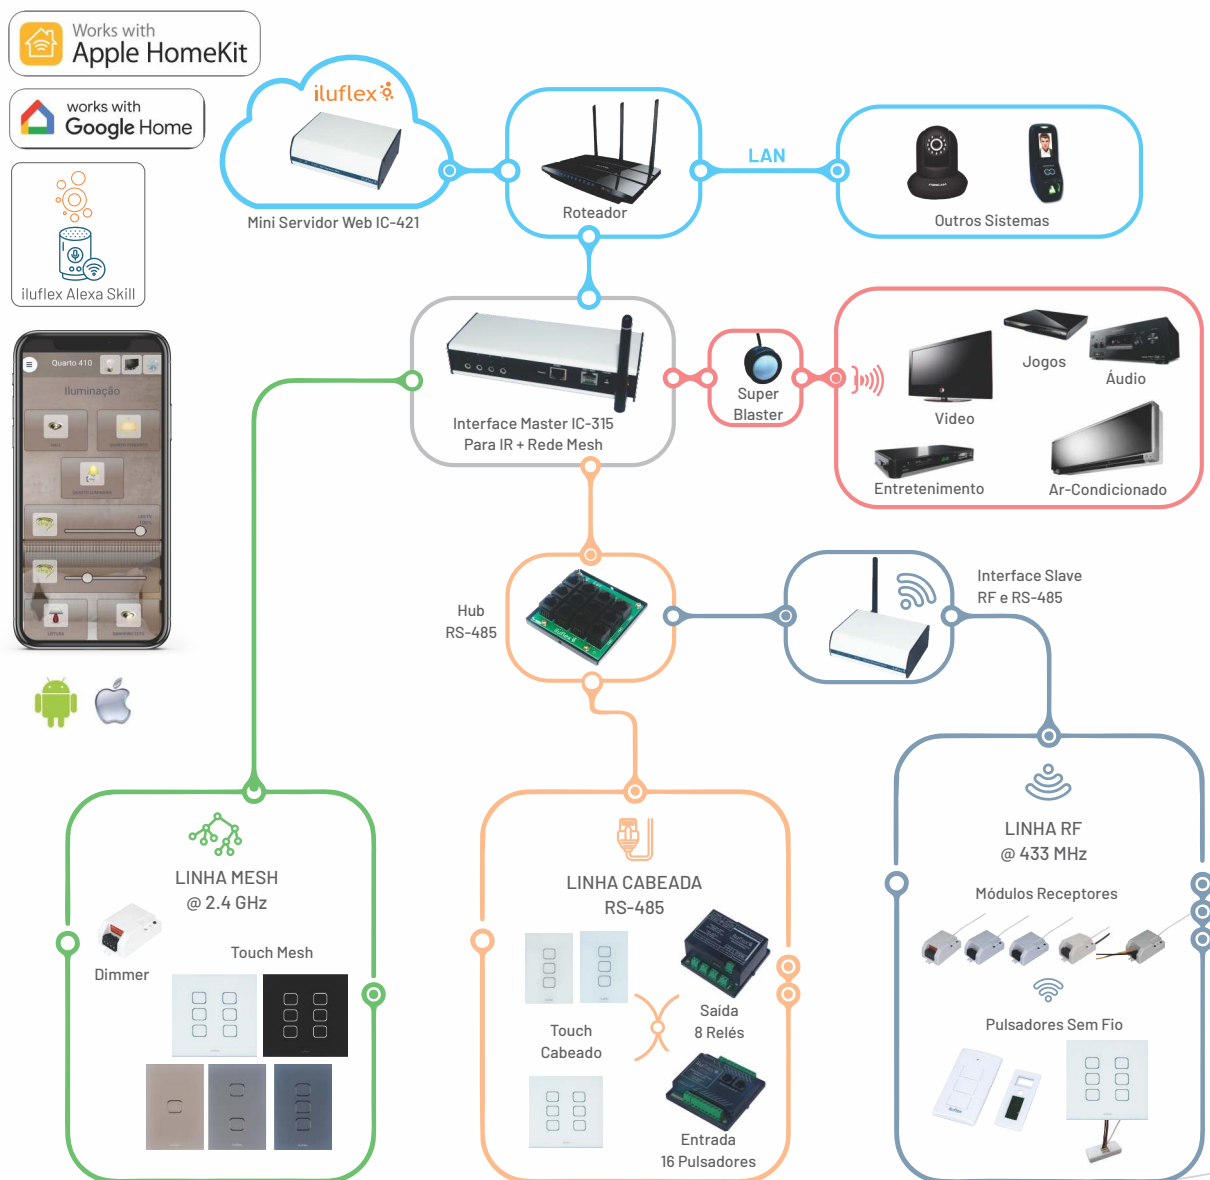 Works with
Apple HomeKit
works with
Google Home
iluflex Alexa Skill
iluflex
Mini Servidor Web IC-421
Roteador
LAN
Outros Sistemas
Quarto 410
Iluminação
LEITURA
Interface Master IC-315
Para IR + Rede Mesh
Super
Blaster
Video
Jogos
Áudio
Entretenimento
Ar-Condicionado
Hub
RS-485
iluflex
Interface Slave
RF e RS-485
LINHA MESH
@ 2.4 GHz
Dimmer
Touch Mesh
LINHA CABEADA
RS-485
Touch
Cabeado
Saída
8 Relés
Entrada
16 Pulsadores
LINHA RF
@ 433 MHz
Módulos Receptores
Pulsadores Sem Fio
iluflex